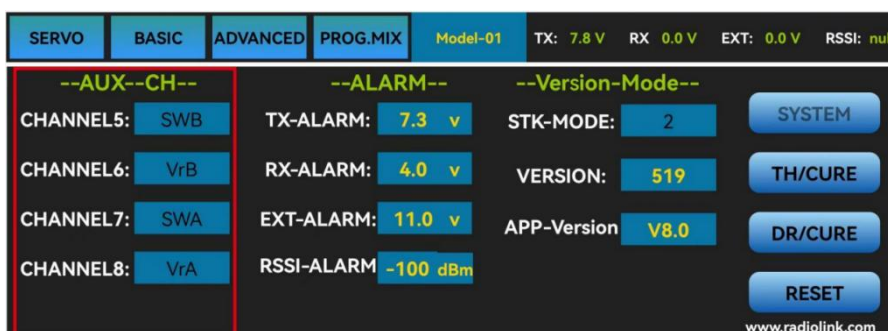 SERVO BASIC ADVANCED PROG.MIX Model-01 TX: 7.8 V RX 0.0 V EXT: 0.0 V RSSI:
--AUX--CH-- --ALARM-- --Version-Mode--
CHANNEL5: SWB TX-ALARM: 7.3 v STK-MODE: 2 SYSTEM
CHANNEL6: VrB RX-ALARM: 4.0 v VERSION: 519 TH/CURE
CHANNEL7: SWA EXT-ALARM: 11.0 v APP-Version V8.0 DR/CURE
CHANNEL8: VrA RSSI-ALARM -100 dBm RESET
www.radiolink.com